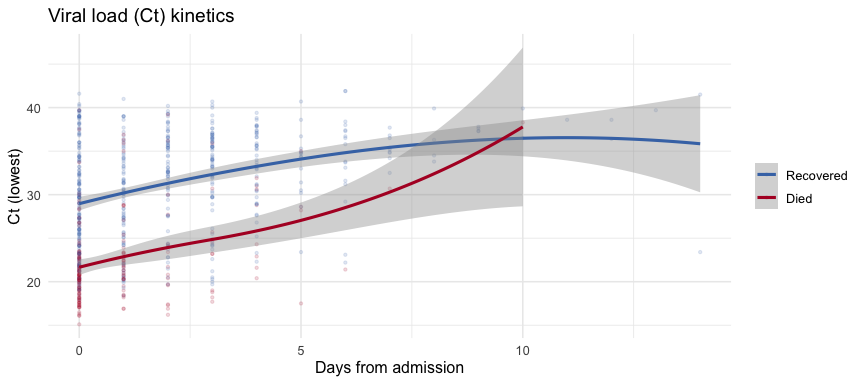 Viral load (Ct) kinetics
Ct (lowest)
40
30
20
0
5
10
Days from admission
Recovered
Died